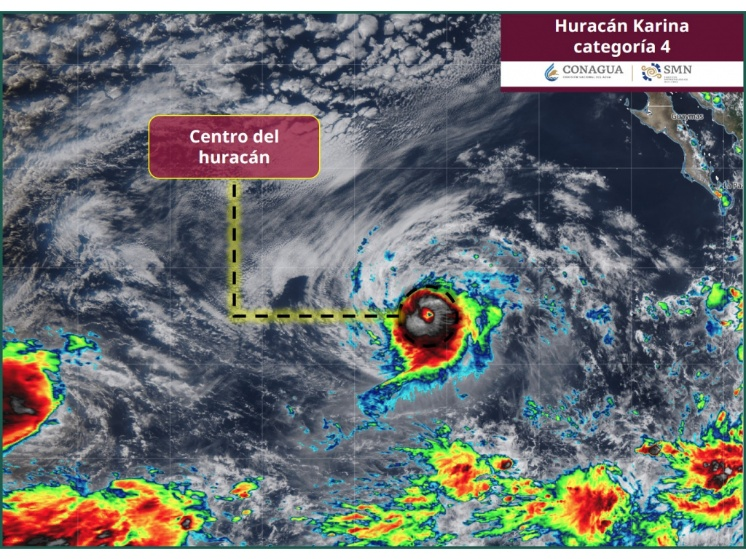 Huracán Karina
categoría 4
CONAGUA
SMN
Guaymas
Centro del
huracán